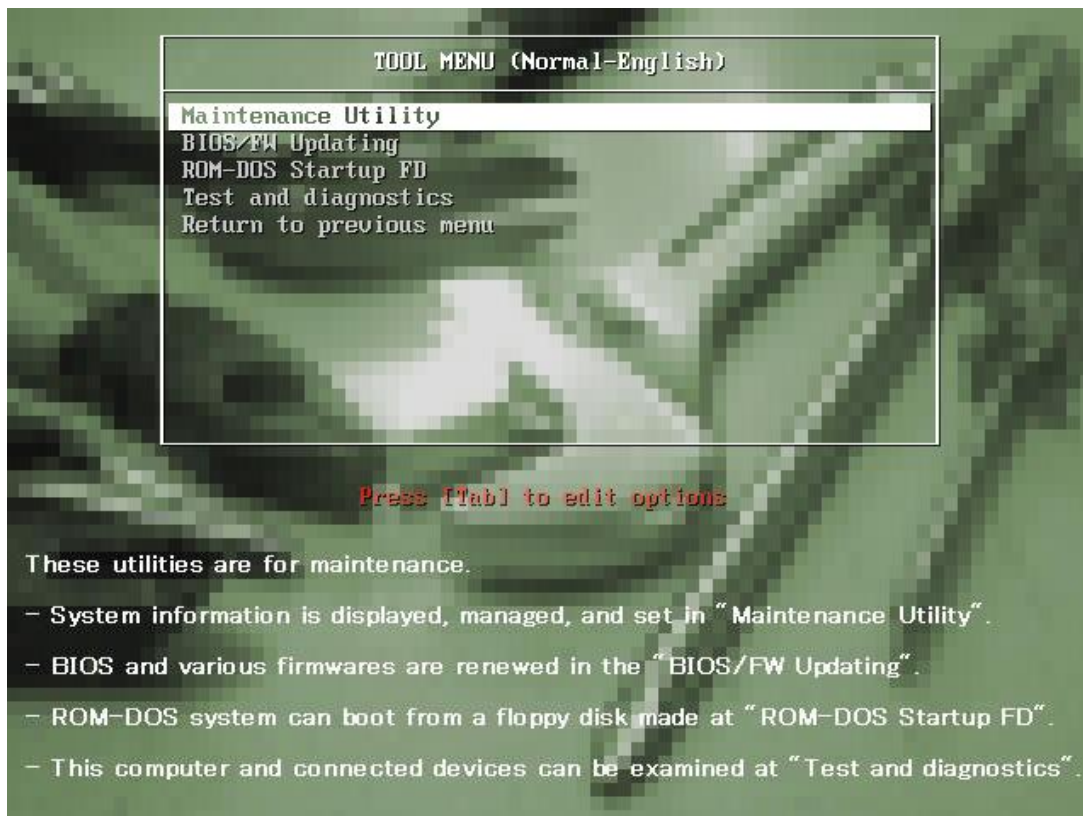 TOOL MENU (Normal-English)
Maintenance Utility
BIOS/FW Updating
ROM-DOS Startup FD
Test and diagnostics
Return to previous menu
Press [Tab] to edit options
These utilities are for maintenance.
- System information is displayed, managed, and set in "Maintenance Utility".
- BIOS and various firmwares are renewed in the "BIOS/FW Updating".
- ROM-DOS system can boot from a floppy disk made at "ROM-DOS Startup FD".
- This computer and connected devices can be examined at "Test and diagnostics".